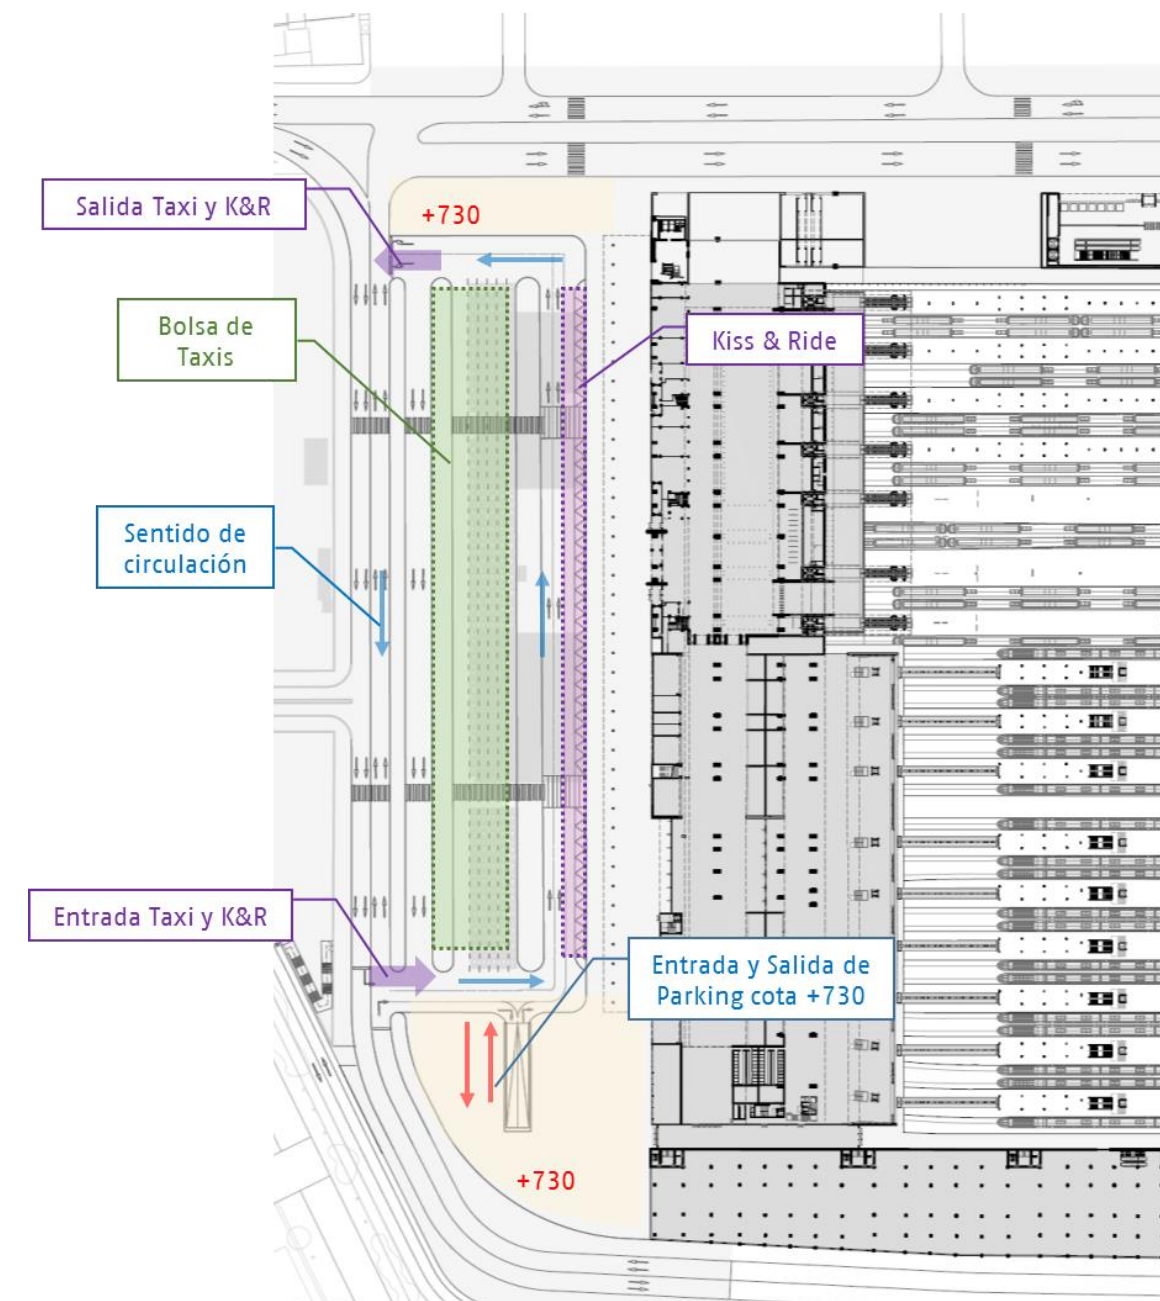 Salida Taxi y K&R
+730
Bolsa de
Taxis
Kiss & Ride
Sentido de
circulación
Entrada Taxi y K&R
Entrada y Salida de
Parking cota +730
+730